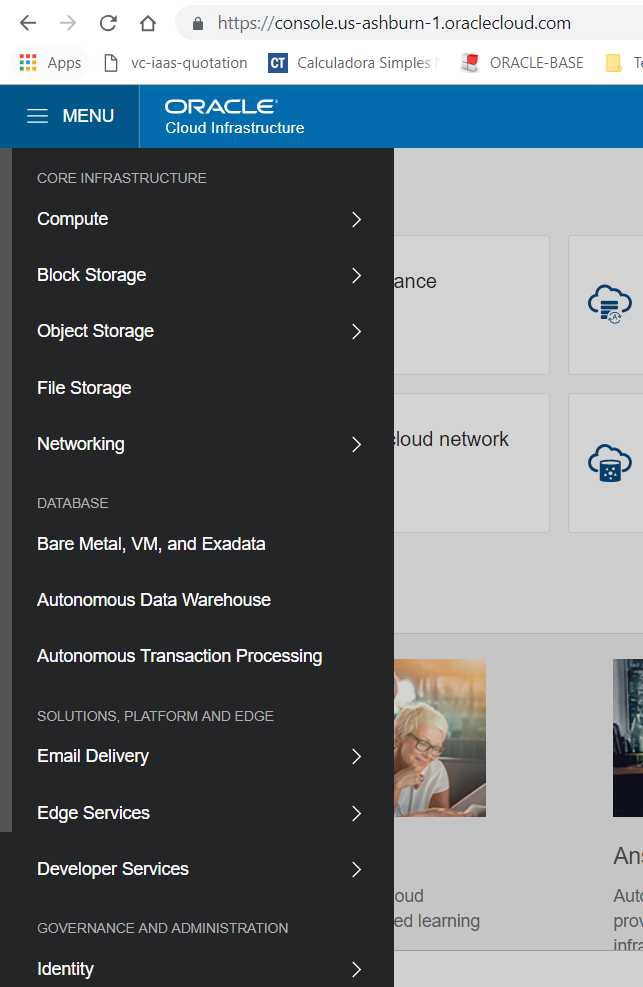 https://console.us-ashburn-1.oraclecloud.com
Apps vc-iaas-quotation CT Calculadora Simples ORACLE-BASE
MENU
ORACLE
Cloud Infrastructure
CORE INFRASTRUCTURE
Compute
Block Storage
Object Storage
File Storage
Networking
DATABASE
Bare Metal, VM, and Exadata
Autonomous Data Warehouse
Autonomous Transaction Processing
SOLUTIONS, PLATFORM AND EDGE
Email Delivery
Edge Services
Developer Services
GOVERNANCE AND ADMINISTRATION
Identity
ance
cloud network
oud
ed learning
Ans
Auto
prov
infra